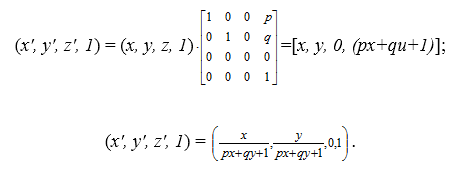 (x', y', z', 1) = (x, y, z, 1)·[1 0 0 p
0 1 0 q
0 0 0 0
0 0 0 1]=[x, y, 0, (px+qu+1)];
(x', y', z', 1) = (x/px+qy+1, y/px+qy+1, 0,1).